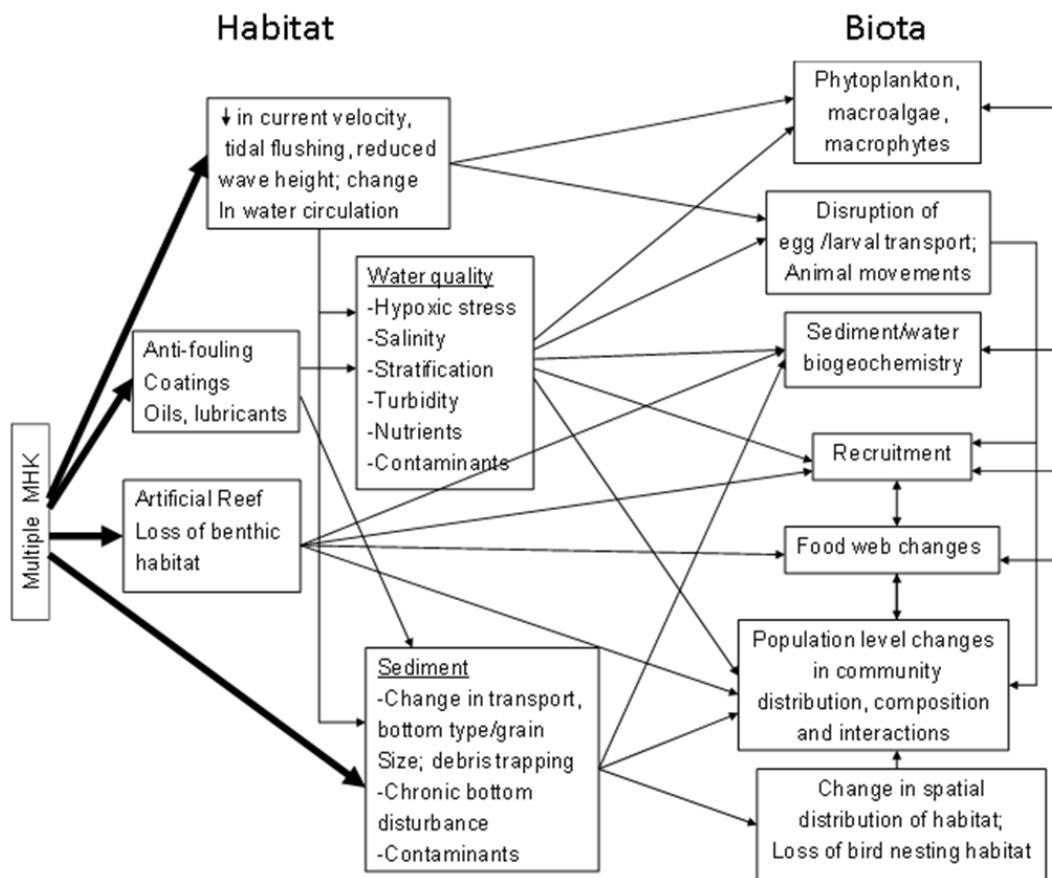 Habitat
Biota
↓ in current velocity,
tidal flushing, reduced
wave height; change
In water circulation
Phytoplankton,
macroalgae,
macrophytes
Disruption of
egg /larval transport;
Animal movements
Water quality
-Hypoxic stress
-Salinity
-Stratification
-Turbidity
-Nutrients
-Contaminants
Anti-fouling
Coatings
Oils, lubricants
Sediment/water
biogeochemistry
Multiple MHK
Artificial Reef
Loss of benthic
habitat
Recruitment
Food web changes
Sediment
-Change in transport,
bottom type/grain
Size; debris trapping
-Chronic bottom
disturbance
-Contaminants
Population level changes
in community
distribution, composition
and interactions
Change in spatial
distribution of habitat;
Loss of bird nesting habitat